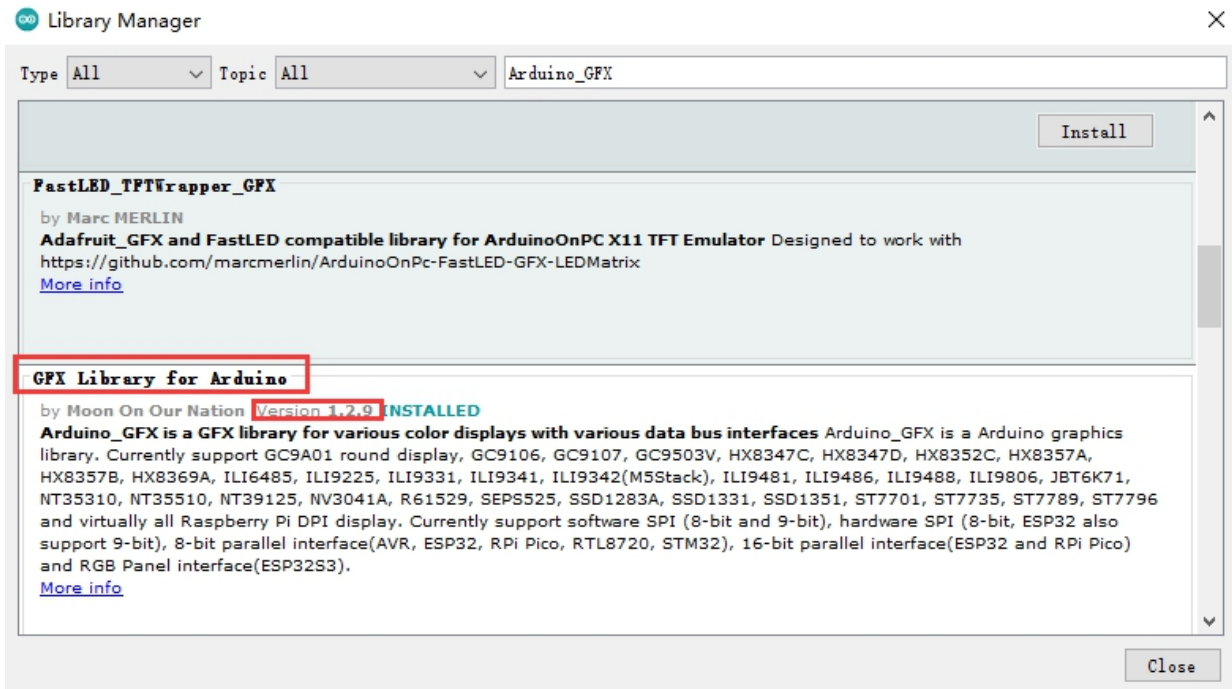 Library Manager
Type All Topic All Arduino_GFX
Install
FastLED_TFTWrapper_GFX
by Marc MERLIN
Adafruit_GFX and FastLED compatible library for ArduinoOnPC X11 TFT Emulator Designed to work with
https://github.com/marcmerlin/ArduinoOnPc-FastLED-GFX-LEDMatrix
More info
GFX Library for Arduino
by Moon On Our Nation Version 1.2.9 INSTALLED
Arduino_GFX is a GFX library for various color displays with various data bus interfaces Arduino_GFX is a Arduino graphics
library. Currently support GC9A01 round display, GC9106, GC9107, GC9503V, HX8347C, HX8347D, HX8352C, HX8357A,
HX8357B, HX8369A, ILI6485, ILI9225, ILI9331, ILI9341, ILI9342(M5Stack), ILI9481, ILI9486, ILI9488, ILI9806, JBT6K71,
NT35310, NT35510, NT39125, NV3041A, R61529, SEPS525, SSD1283A, SSD1331, SSD1351, ST7701, ST7735, ST7789, ST7796
and virtually all Raspberry Pi DPI display. Currently support software SPI (8-bit and 9-bit), hardware SPI (8-bit, ESP32 also
support 9-bit), 8-bit parallel interface(AVR, ESP32, RPi Pico, RTL8720, STM32), 16-bit parallel interface(ESP32 and RPi Pico)
and RGB Panel interface(ESP32S3).
More info
Close